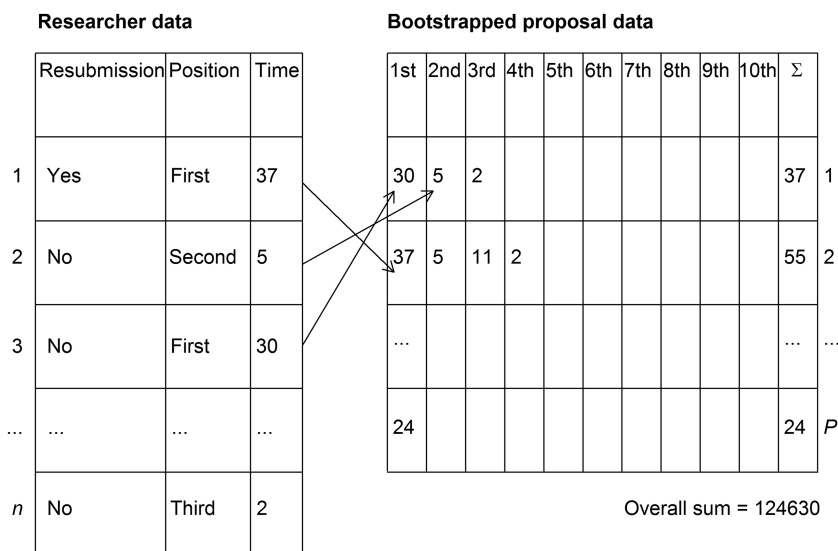 Researcher data
Resubmission Position Time
1 Yes First 37
2 No Second 5
3 No First 30
... ... ... ...
n No Third 2
Bootstrapped proposal data
1st 2nd 3rd 4th 5th 6th 7th 8th 9th 10th Σ
30 5 2 37 1
37 5 11 2 55 2
... ... ...
24 24 P
Overall sum = 124630